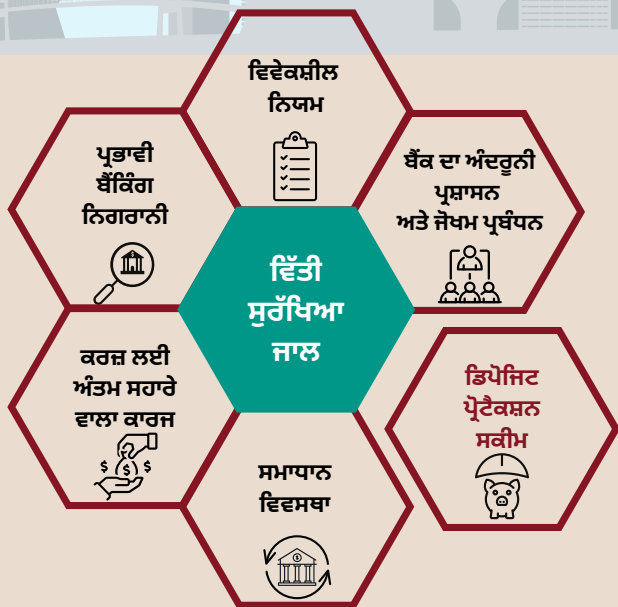 ਵਿਵੇਕਸ਼ੀਲ
ਨਿਯਮ
ਬੈਂਕ ਦਾ ਅੰਦਰੂਨੀ
ਪ੍ਰਸ਼ਾਸਨ
ਅਤੇ ਜੋਖਮ ਪ੍ਰਬੰਧਨ
ਪ੍ਰਭਾਵੀ
ਬੈਂਕਿੰਗ
ਨਿਗਰਾਨੀ
ਵਿੱਤੀ
ਸੁਰੱਖਿਆ
ਜਾਲ
ਕਰਜ਼ ਲਈ
ਅੰਤਮ ਸਹਾਰੇ
ਵਾਲਾ ਕਾਰਜ
ਡਿਪੋਜਿਟ
ਪ੍ਰੋਟੈਕਸ਼ਨ
ਸਕੀਮ
ਸਮਾਧਾਨ
ਵਿਵਸਥਾ